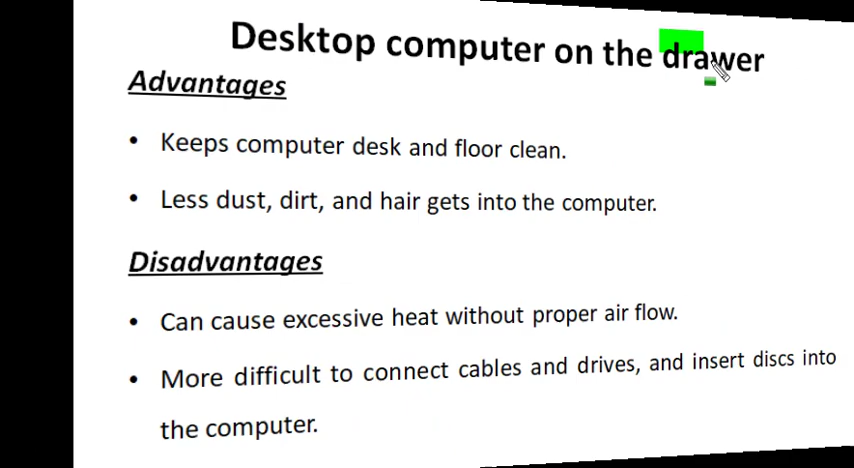 Desktop computer on the drawer
Advantages
• Keeps computer desk and floor clean.
• Less dust, dirt, and hair gets into the computer.
Disadvantages
• Can cause excessive heat without proper air flow.
• More difficult to connect cables and drives, and insert discs into
the computer.